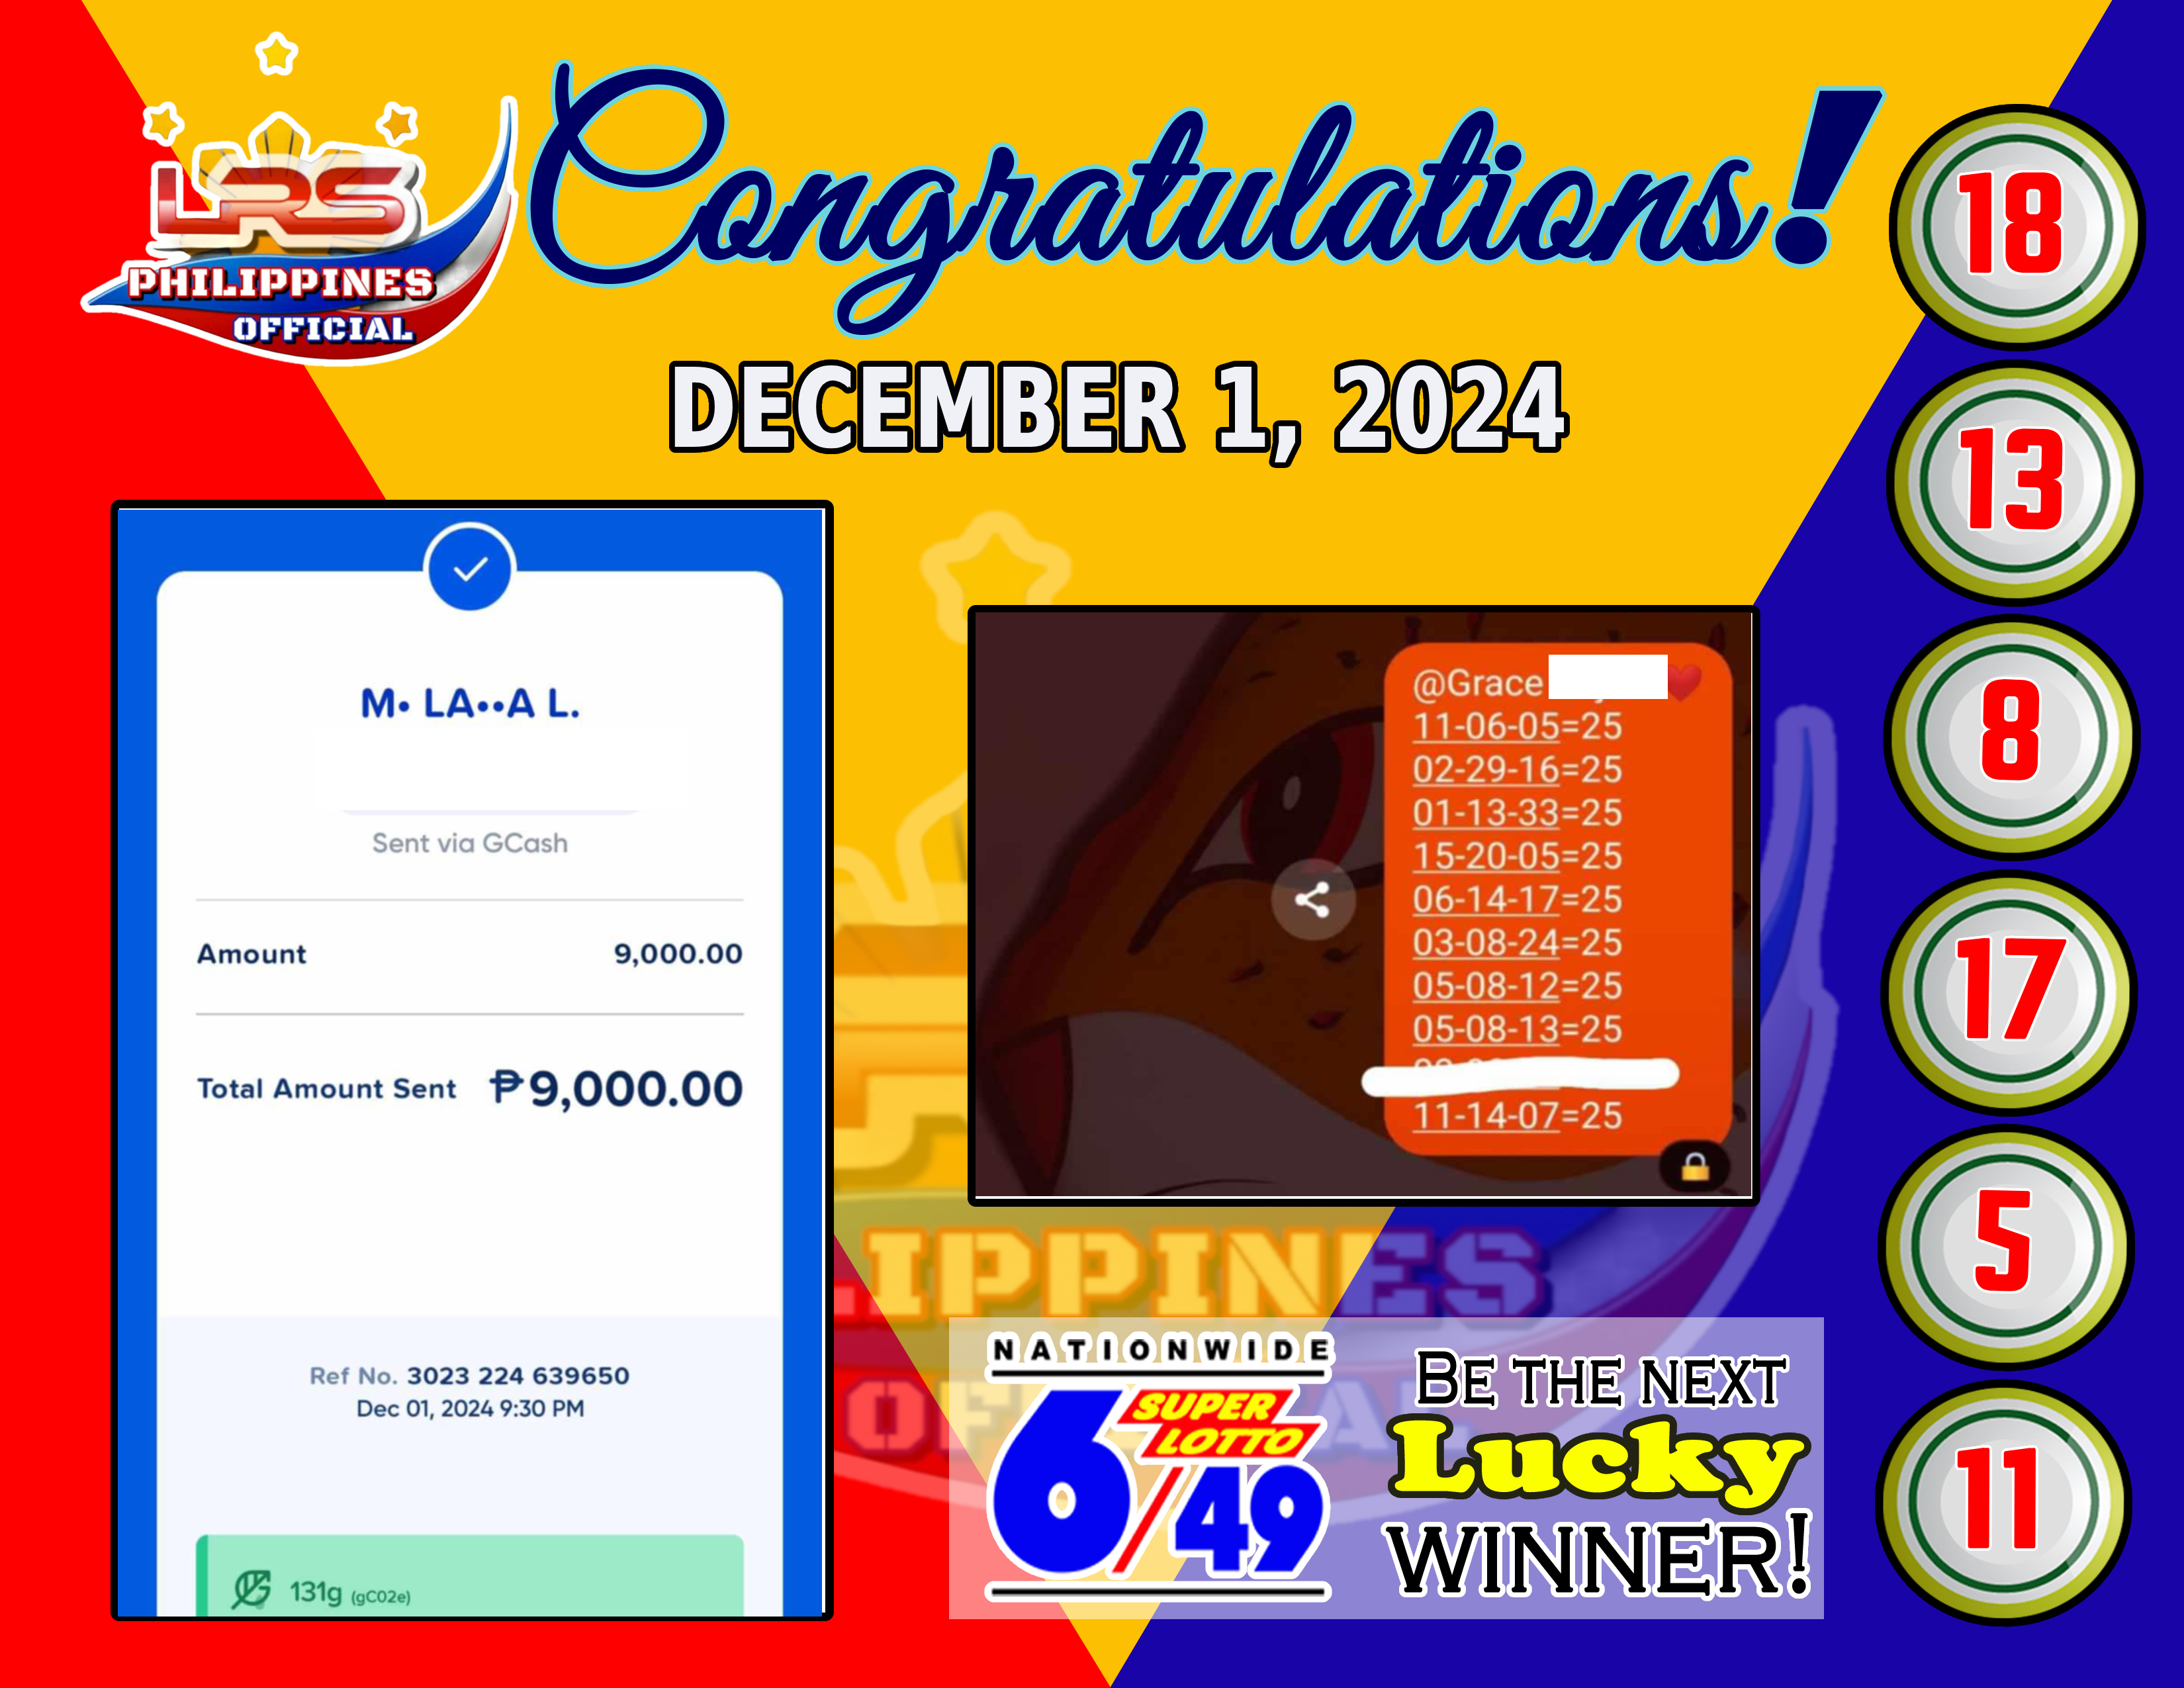 LRS
PHILIPPINES
OFFICIAL
Congratulations!
DECEMBER 1, 2024
M• LA••A L.
Sent via GCash
Amount 9,000.00
Total Amount Sent ₱9,000.00
Ref No. 3023 224 639650
Dec 01, 2024 9:30 PM
131g (gCO2e)
@Grace
11-06-05=25
02-29-16=25
01-13-33=25
15-20-05=25
06-14-17=25
03-08-24=25
05-08-12=25
05-08-13=25
11-14-07=25
LIPPINES
NATIONWIDE
SUPER
LOTTO
6/49
BE THE NEXT
Lucky
WINNER!
18
13
8
17
5
11